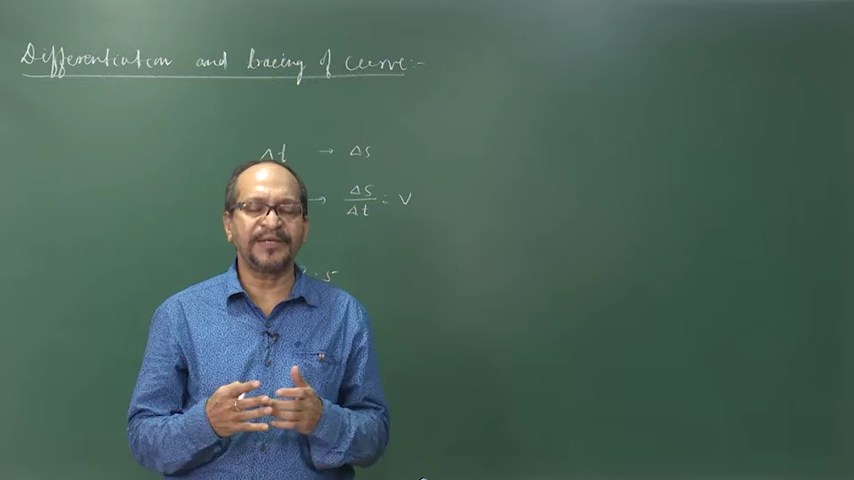 Differentiation and tracing of curve:-
Δt → Δs
→ Δs/Δt = v